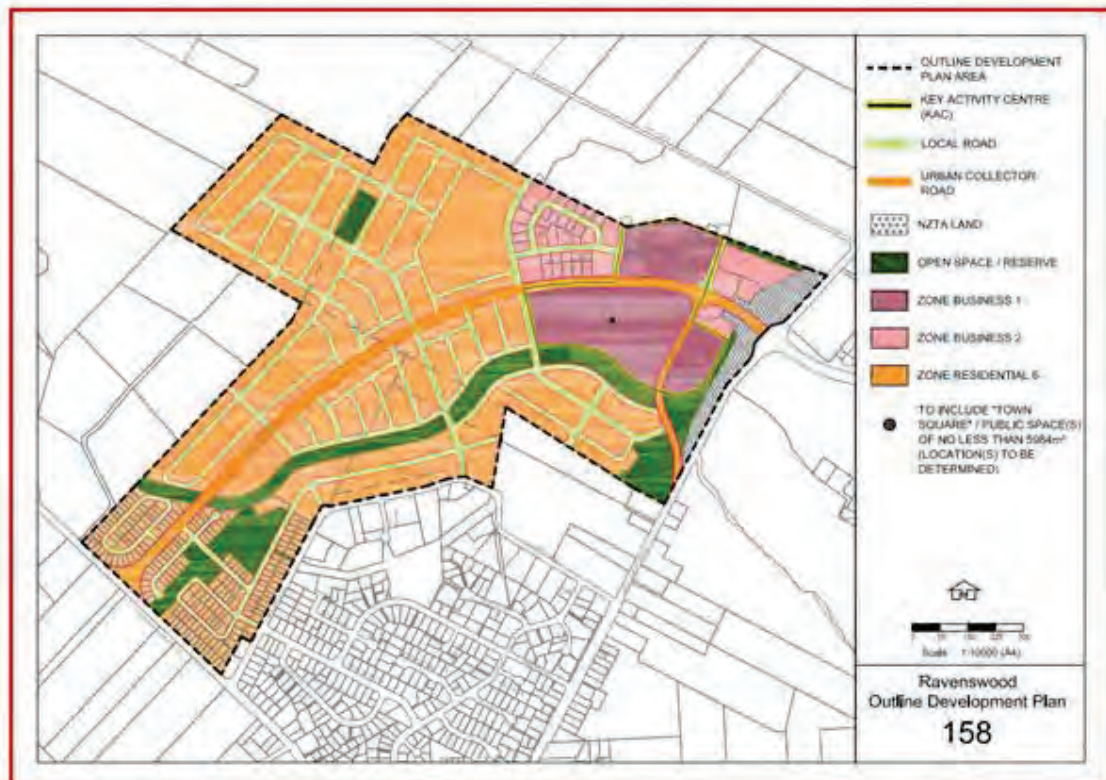 OUTLINE DEVELOPMENT
PLAN AREA
KEY ACTIVITY CENTRE
(KAC)
LOCAL ROAD
URBAN COLLECTOR
ROAD
NZTA LAND
OPEN SPACE / RESERVE
ZONE BUSINESS 1
ZONE BUSINESS 2
ZONE RESIDENTIAL 6
TO INCLUDE "TOWN
SQUARE" / PUBLIC SPACE(S)
OF NO LESS THAN 5984m²
(LOCATION(S) TO BE
DETERMINED)
N
Scale 1:10000 (A4)
Ravenswood
Outline Development Plan
158